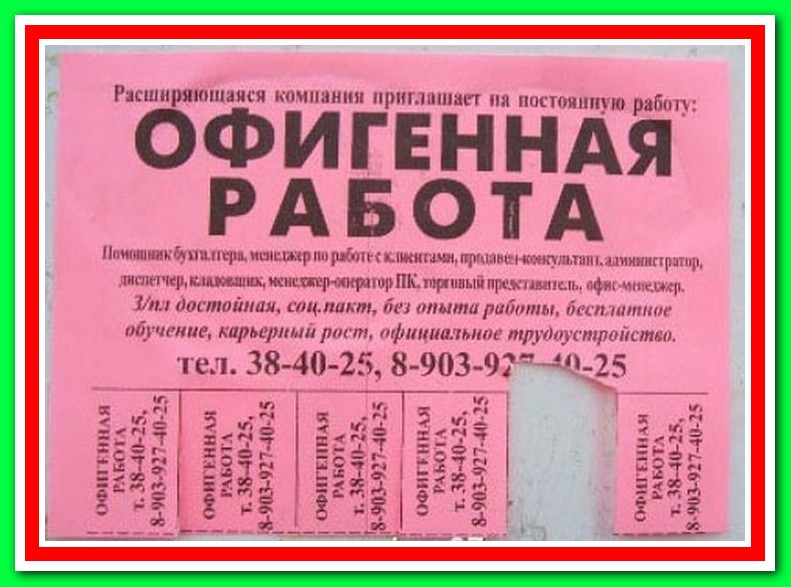 Расширяющаяся компания приглашает на постоянную работу:
ОФИГЕННАЯ
РАБОТА
Помошник бухгалтера, менеджер по работе с клиентами, продавец-консультант, администратор,
диспетчер, кладовщик, менеджер-оператор ПК, торговый представитель, офис-менеджер.
З/пл достойная, соц.пакт, без опыта работы, бесплатное
обучение, карьерный рост, официальное трудоустройство.
тел. 38-40-25, 8-903-927-40-25
ОФИГЕННАЯ
РАБОТА
т. 38-40-25,
8-903-927-40-25
ОФИГЕННАЯ
РАБОТА
т. 38-40-25,
8-903-927-40-25
ОФИГЕННАЯ
РАБОТА
т. 38-40-25,
8-903-927-40-25
ОФИГЕННАЯ
РАБОТА
т. 38-40-25,
8-903-927-40-25
ОФИГЕННАЯ
РАБОТА
т. 38-40-25,
8-903-927-40-25